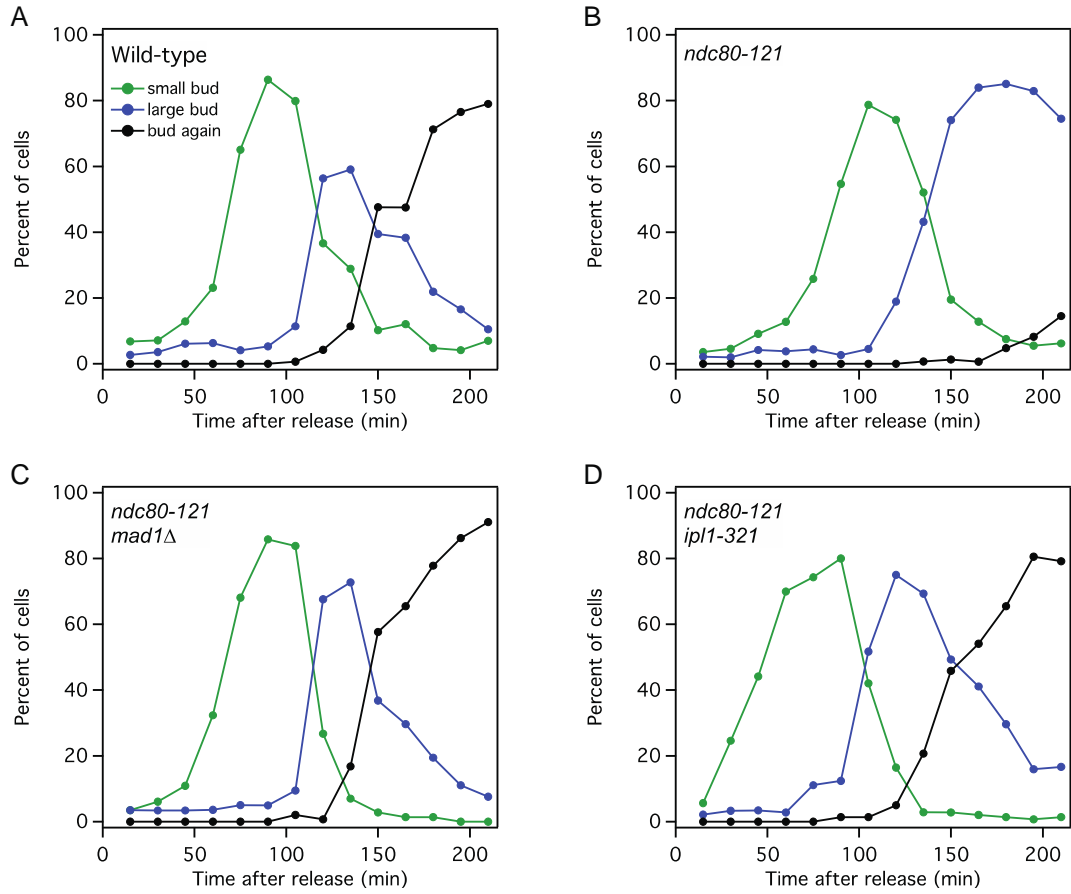 A
Wild-type
small bud
large bud
bud again
100
80
60
40
20
0
Percent of cells
0
50
100
150
200
Time after release (min)
B
ndc80-121
100
80
60
40
20
0
Percent of cells
0
50
100
150
200
Time after release (min)
C
ndc80-121
mad1Δ
100
80
60
40
20
0
Percent of cells
0
50
100
150
200
Time after release (min)
D
ndc80-121
ipl1-321
100
80
60
40
20
0
Percent of cells
0
50
100
150
200
Time after release (min)